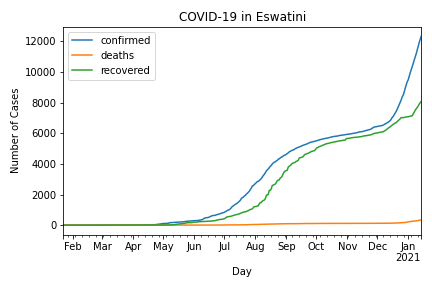 COVID-19 in Eswatini
confirmed
deaths
recovered
Number of Cases
12000
10000
8000
6000
4000
2000
0
Feb Mar Apr May Jun Jul Aug Sep Oct Nov Dec Jan
2021
Day